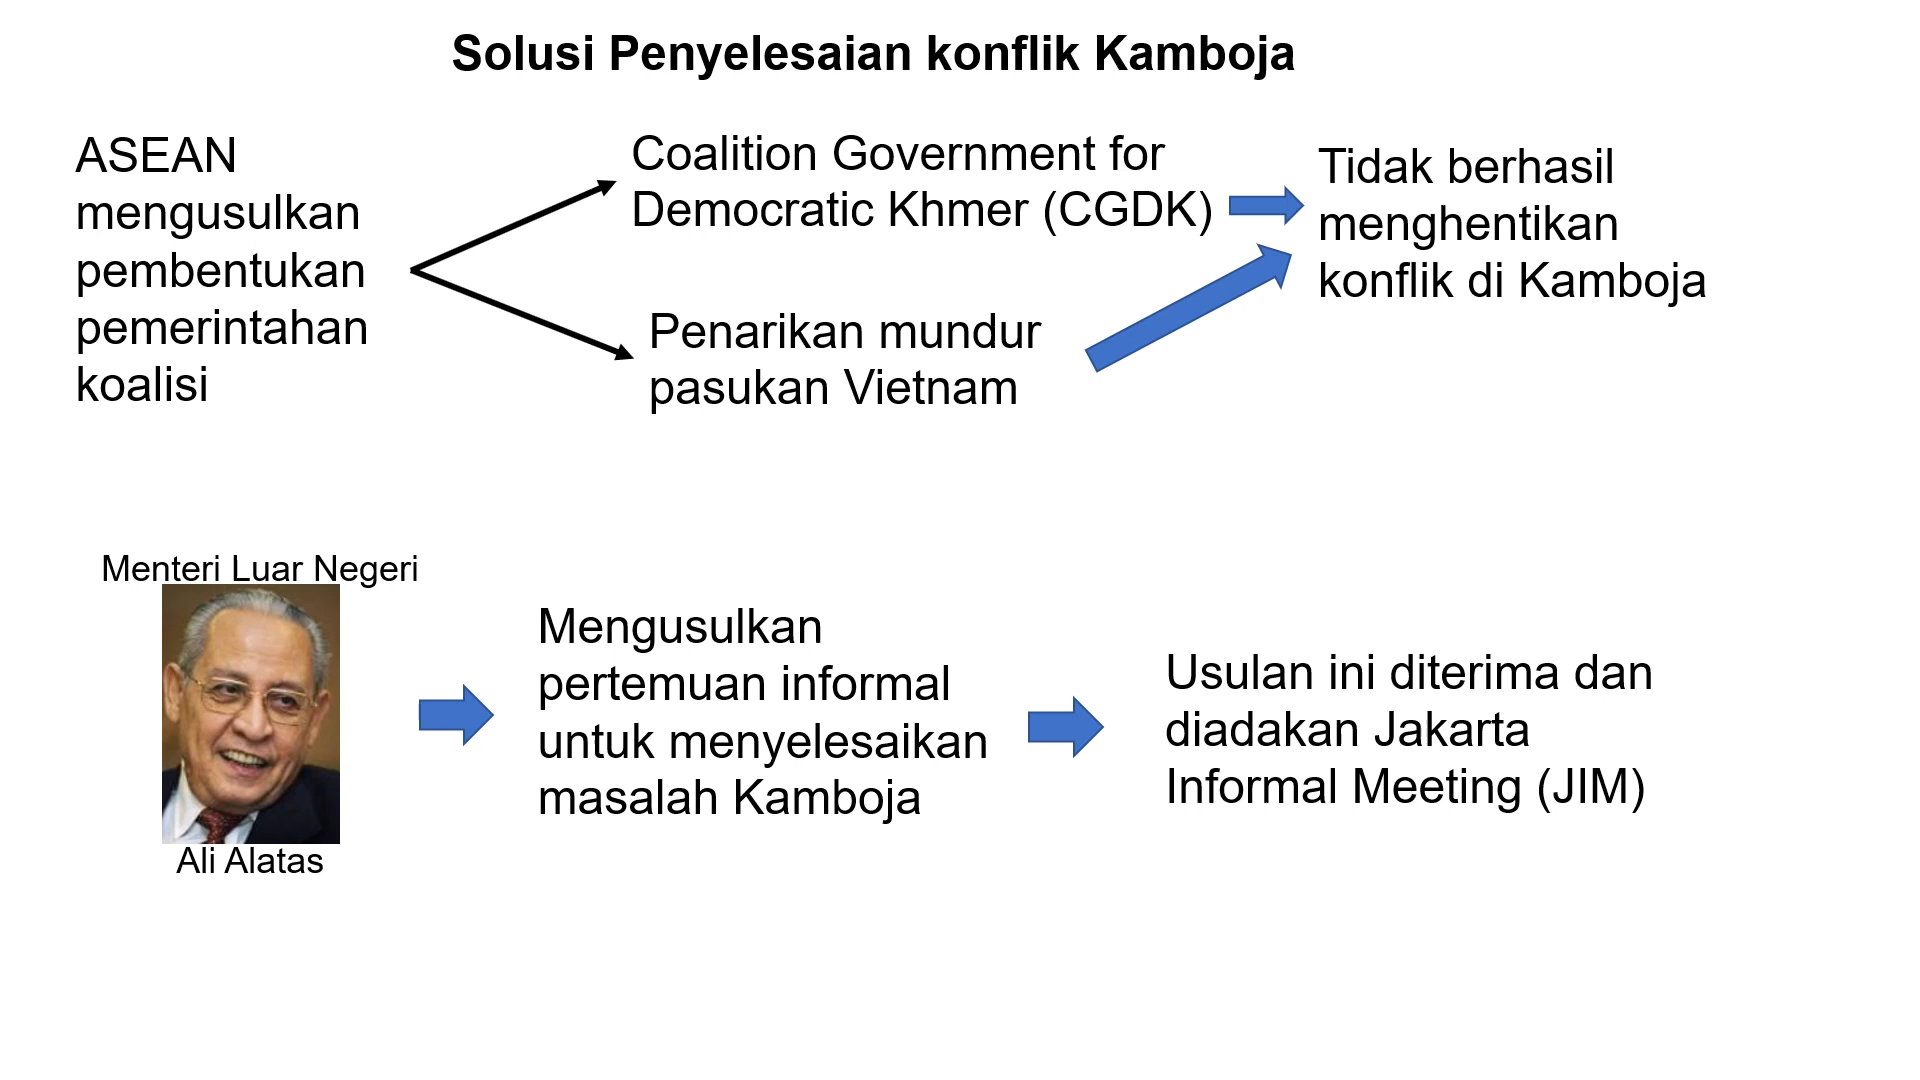 Solusi Penyelesaian konflik Kamboja
ASEAN
mengusulkan
pembentukan
pemerintahan
koalisi
Coalition Government for
Democratic Khmer (CGDK)
Penarikan mundur
pasukan Vietnam
Tidak berhasil
menghentikan
konflik di Kamboja
Menteri Luar Negeri
Ali Alatas
Mengusulkan
pertemuan informal
untuk menyelesaikan
masalah Kamboja
Usulan ini diterima dan
diadakan Jakarta
Informal Meeting (JIM)